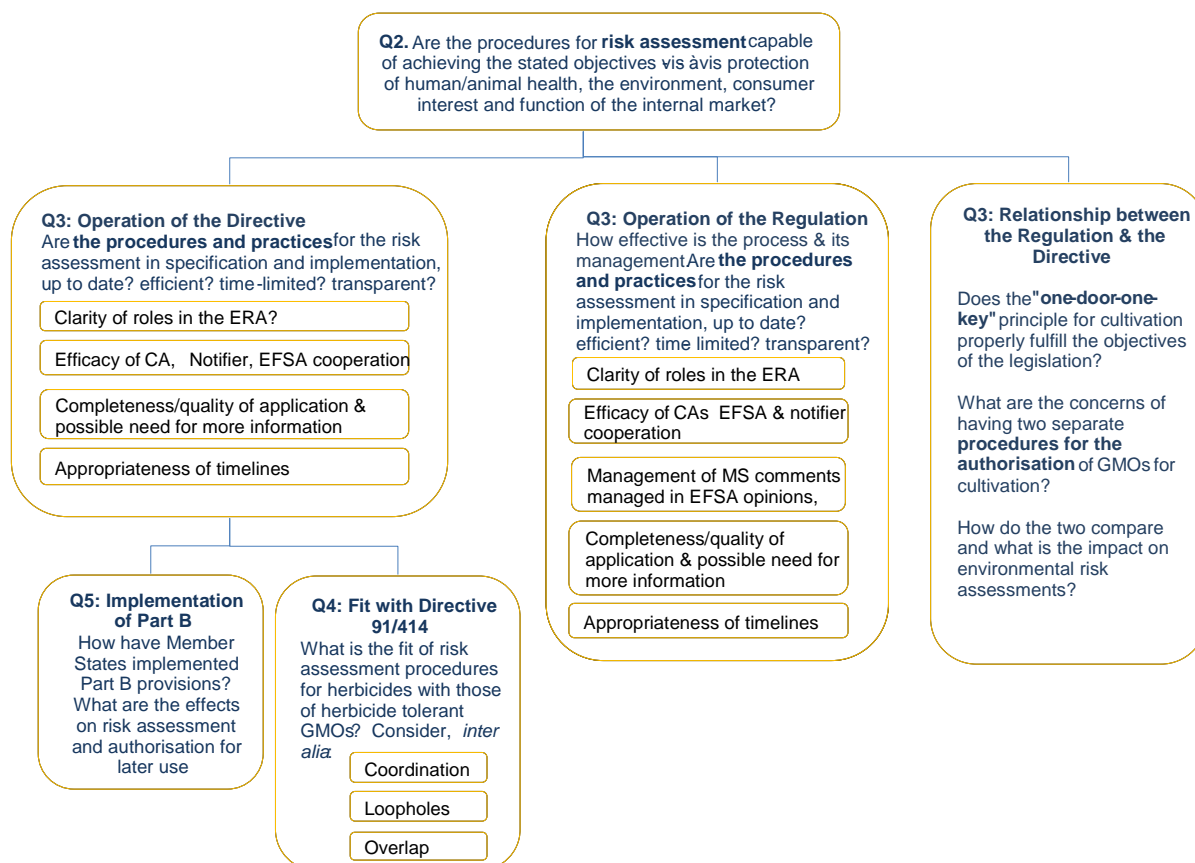 Q2. Are the procedures for risk assessment capable
of achieving the stated objectives vis àvis protection
of human/animal health, the environment, consumer
interest and function of the internal market?
Q3: Operation of the Directive
Are the procedures and practices for the risk
assessment in specification and implementation,
up to date? efficient? time-limited? transparent?
Clarity of roles in the ERA?
Efficacy of CA, Notifier, EFSA cooperation
Completeness/quality of application &
possible need for more information
Appropriateness of timelines
Q3: Operation of the Regulation
How effective is the process & its
management Are the procedures
and practices for the risk
assessment in specification and
implementation, up to date?
efficient? time limited? transparent?
Clarity of roles in the ERA
Efficacy of CAs EFSA & notifier
cooperation
Management of MS comments
managed in EFSA opinions,
Completeness/quality of
application & possible need for
more information
Appropriateness of timelines
Q3: Relationship between
the Regulation & the
Directive
Does the "one-door-one-
key" principle for cultivation
properly fulfill the objectives
of the legislation?
What are the concerns of
having two separate
procedures for the
authorisation of GMOs for
cultivation?
How do the two compare
and what is the impact on
environmental risk
assessments?
Q5: Implementation
of Part B
How have Member
States implemented
Part B provisions?
What are the effects
on risk assessment
and authorisation for
later use
Q4: Fit with Directive
91/414
What is the fit of risk
assessment procedures
for herbicides with those
of herbicide tolerant
GMOs? Consider, inter
alia:
Coordination
Loopholes
Overlap